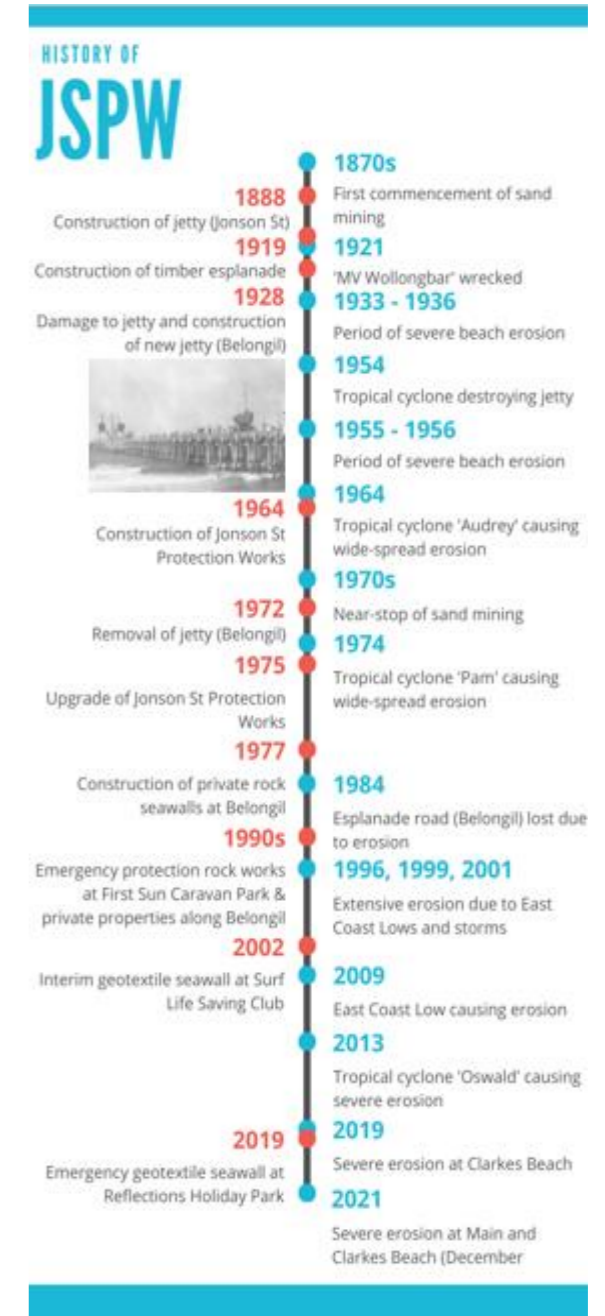 HISTORY OF
JSPW
1870s
First commencement of sand
mining
1888
Construction of jetty (Jonson St)
1919
Construction of timber esplanade
1921
'MV Wollongbar' wrecked
1928
Damage to jetty and construction
of new jetty (Belongil)
1933 - 1936
Period of severe beach erosion
1954
Tropical cyclone destroying jetty
1955 - 1956
Period of severe beach erosion
1964
Tropical cyclone 'Audrey' causing
wide-spread erosion
1964
Construction of Jonson St
Protection Works
1970s
Near-stop of sand mining
1972
Removal of jetty (Belongil)
1974
Tropical cyclone 'Pam' causing
wide-spread erosion
1975
Upgrade of Jonson St Protection
Works
1977
Construction of private rock
seawalls at Belongil
1984
Esplanade road (Belongil) lost due
to erosion
1990s
Emergency protection rock works
at First Sun Caravan Park &
private properties along Belongil
1996, 1999, 2001
Extensive erosion due to East
Coast Lows and storms
2002
Interim geotextile seawall at Surf
Life Saving Club
2009
East Coast Low causing erosion
2013
Tropical cyclone 'Oswald' causing
severe erosion
2019
Severe erosion at Clarkes Beach
2019
Emergency geotextile seawall at
Reflections Holiday Park
2021
Severe erosion at Main and
Clarkes Beach (December